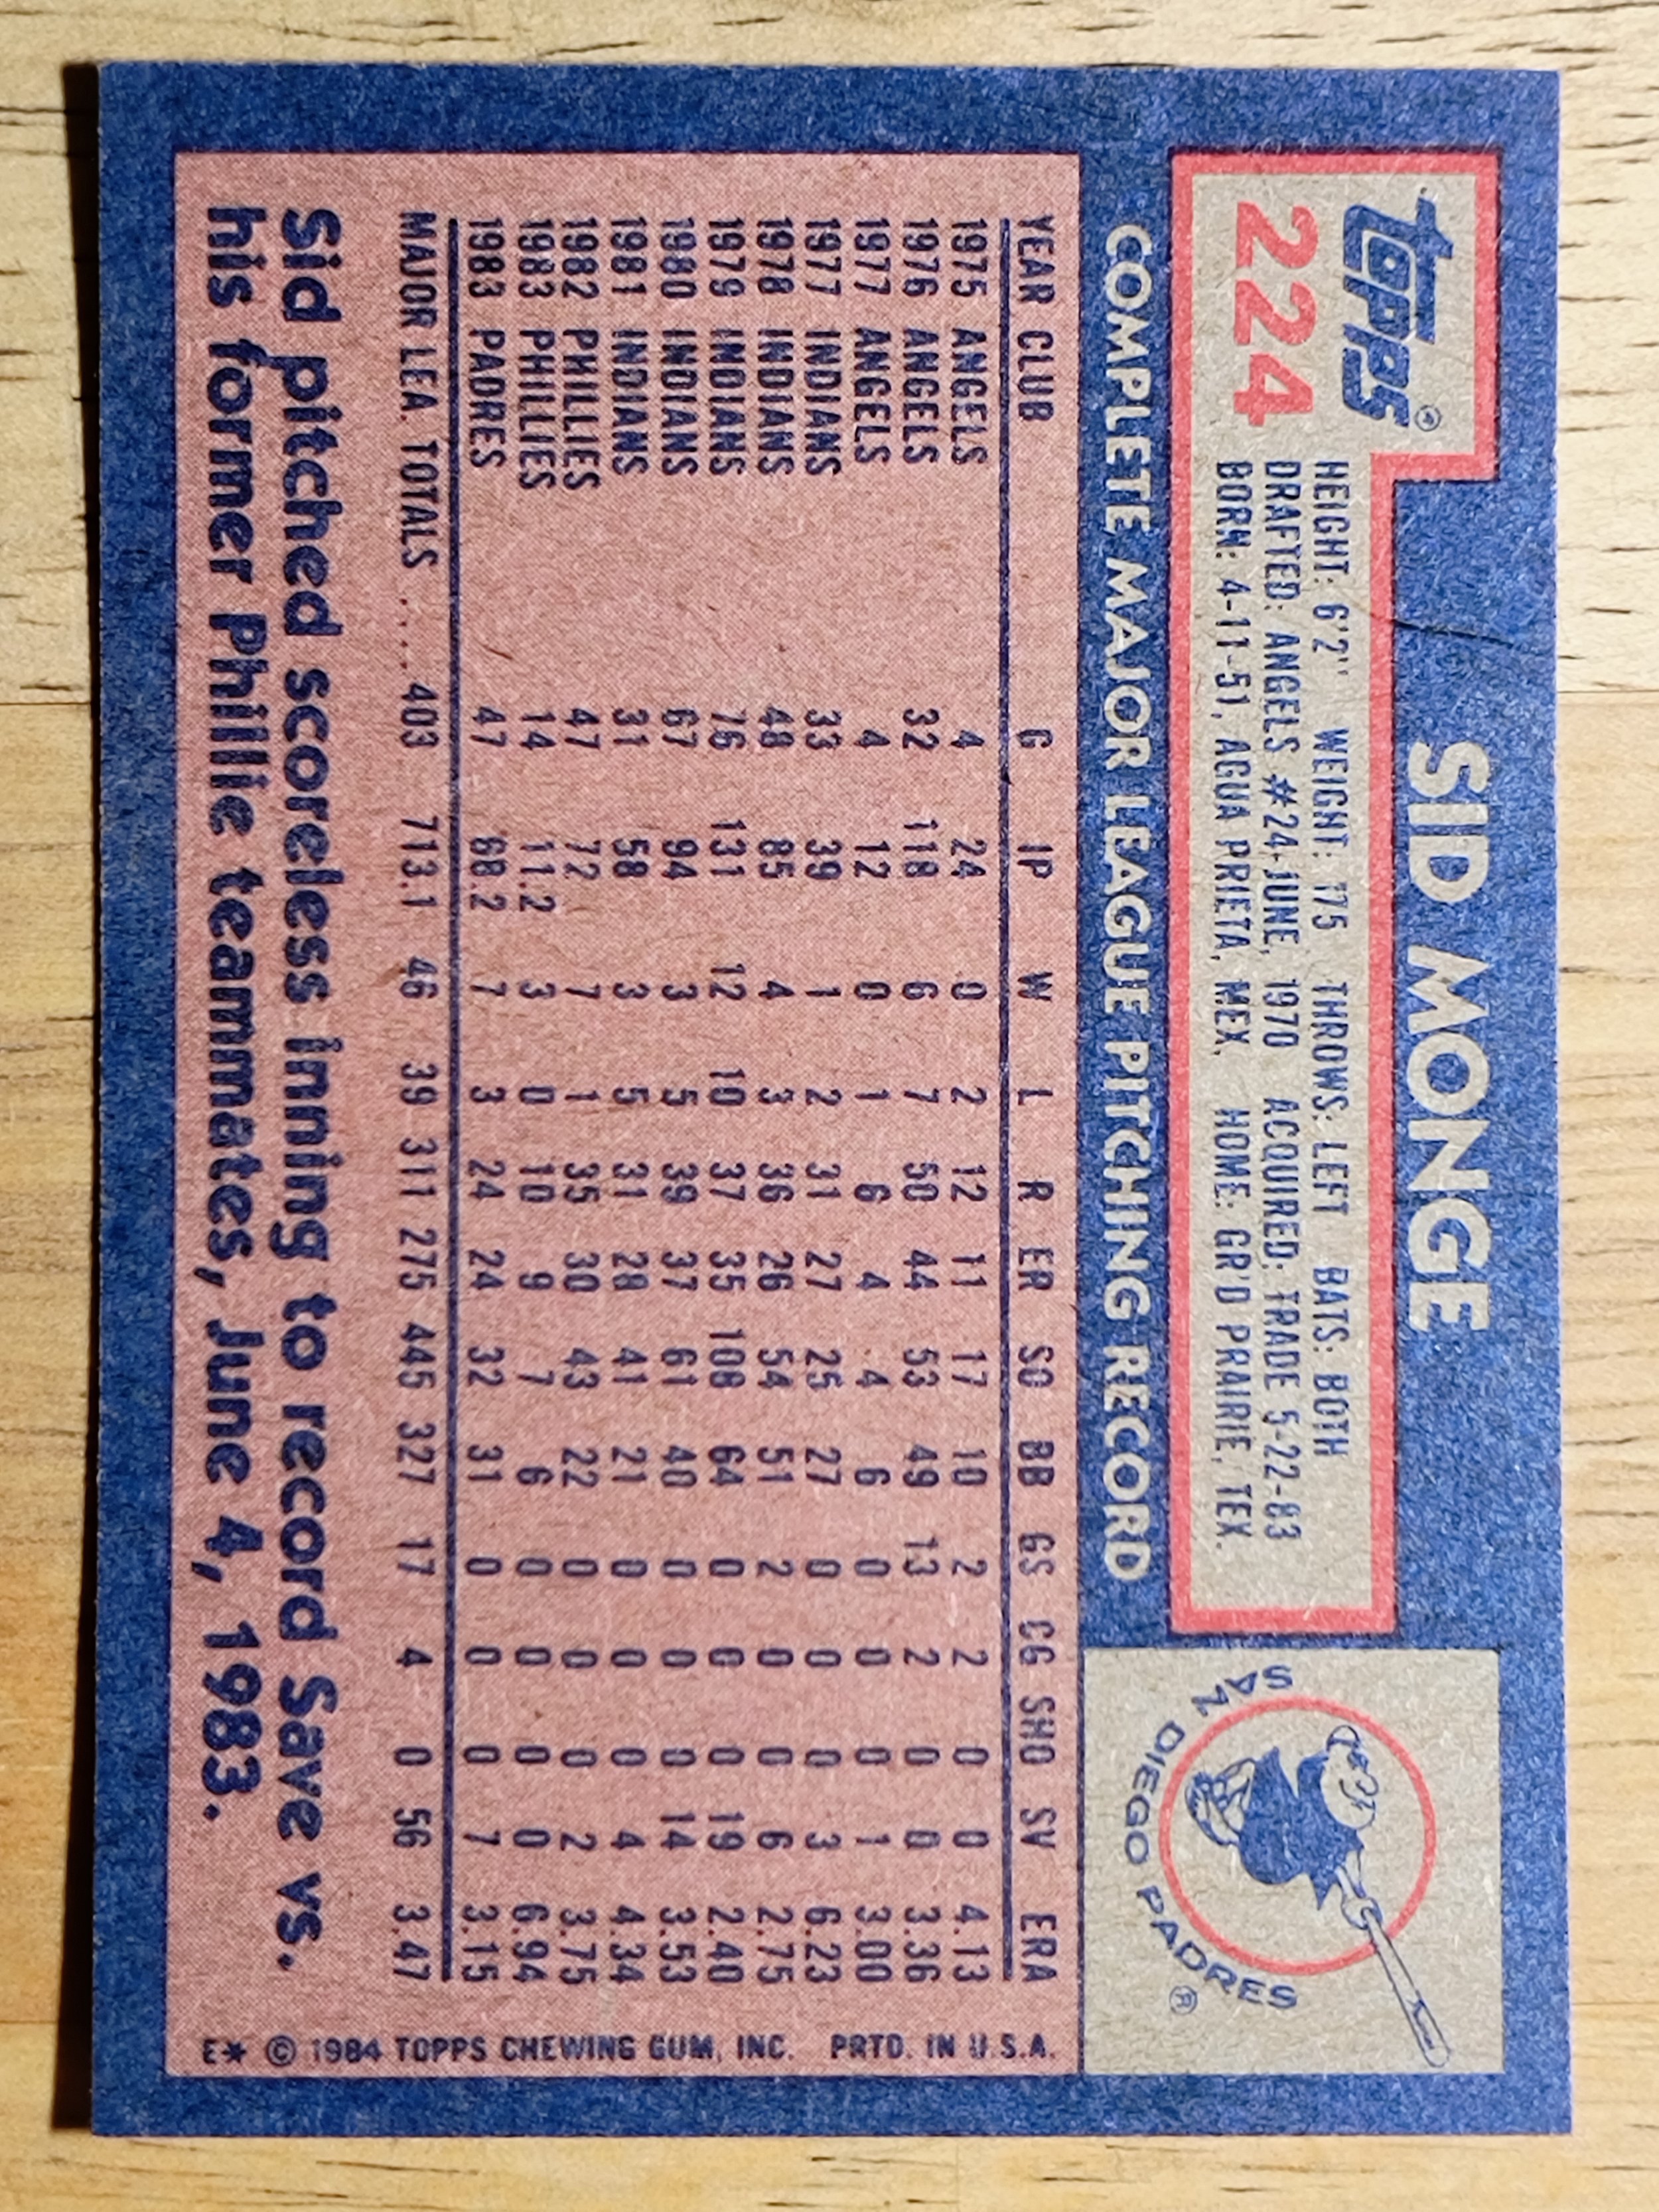 topps®
224
SID MONGE
HEIGHT: 6'2" WEIGHT: 175 THROWS: LEFT BATS: BOTH
DRAFTED: ANGELS #24-JUNE, 1970 ACQUIRED: TRADE 5-22-83
BORN: 4-11-51, AGUA PRIETA, MEX. HOME: GR'D PRAIRIE, TEX.
SAN DIEGO PADRES ®
COMPLETE MAJOR LEAGUE PITCHING RECORD
YEAR CLUB G IP W L R ER SO BB GS CG SHO SV ERA
1975 ANGELS 4 24 0 2 12 11 17 10 2 2 0 0 4.13
1976 ANGELS 32 118 6 7 50 44 53 49 13 2 0 0 3.36
1977 ANGELS 4 12 0 1 6 4 4 6 0 0 0 1 3.00
1977 INDIANS 33 39 1 2 31 27 25 27 0 0 0 3 6.23
1978 INDIANS 48 85 4 3 36 26 54 51 2 0 0 6 2.75
1979 INDIANS 76 131 12 10 37 35 108 64 0 0 0 19 2.40
1980 INDIANS 67 94 3 5 39 37 61 40 0 0 0 14 3.53
1981 INDIANS 31 58 3 5 31 28 41 21 0 0 0 4 4.34
1982 PHILLIES 47 72 7 1 35 30 43 22 0 0 0 2 3.75
1983 PHILLIES 14 11.2 3 0 10 9 7 6 0 0 0 0 6.94
1983 PADRES 47 68.2 7 3 24 24 32 31 0 0 0 7 3.15
MAJOR LEA. TOTALS ..... 403 713.1 46 39 311 275 445 327 17 4 0 56 3.47
Sid pitched scoreless inning to record Save vs.
his former Phillie teammates, June 4, 1983.
E* © 1984 TOPPS CHEWING GUM, INC. PRTD. IN U.S.A.